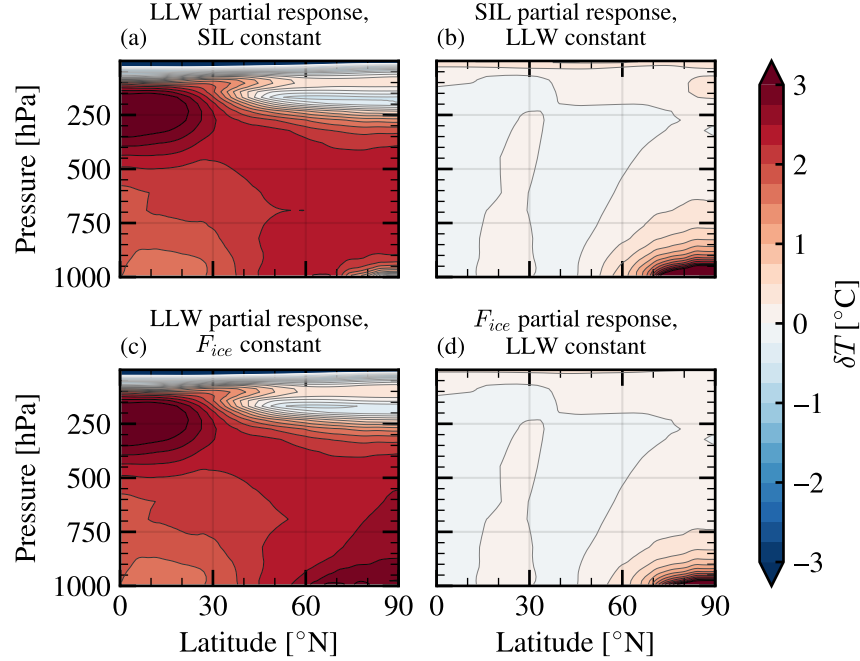 LLW partial response,
SIL constant
(a)
SIL partial response,
LLW constant
(b)
Pressure [hPa]
250
500
750
1000
LLW partial response,
F_ice constant
(c)
F_ice partial response,
LLW constant
(d)
Pressure [hPa]
250
500
750
1000
0 30 60 90
Latitude [°N]
0 30 60 90
Latitude [°N]
3
2
1
0
−1
−2
−3
δT [°C]